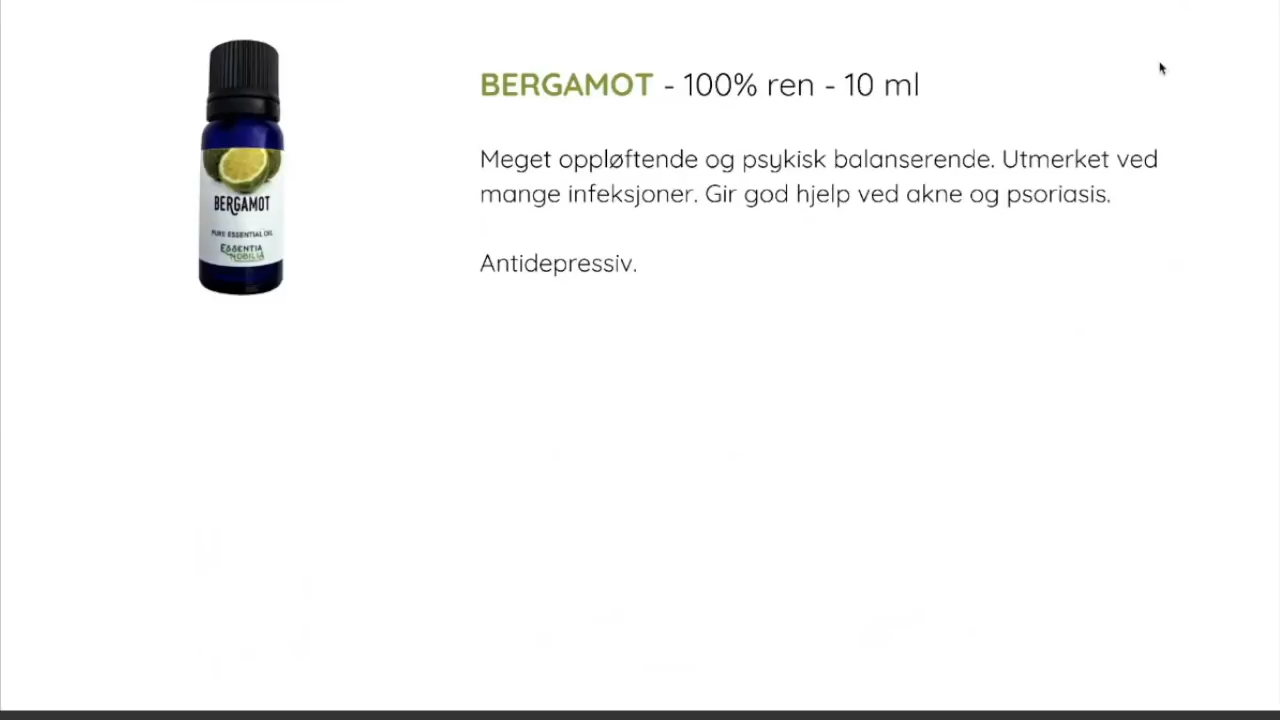 BERGAMOT - 100% ren - 10 ml
Meget oppløftende og psykisk balanserende. Utmerket ved
mange infeksjoner. Gir god hjelp ved akne og psoriasis.
Antidepressiv.
BERGAMOT
PURE ESSENTIAL OIL
ESSENTIA
NOBILIA